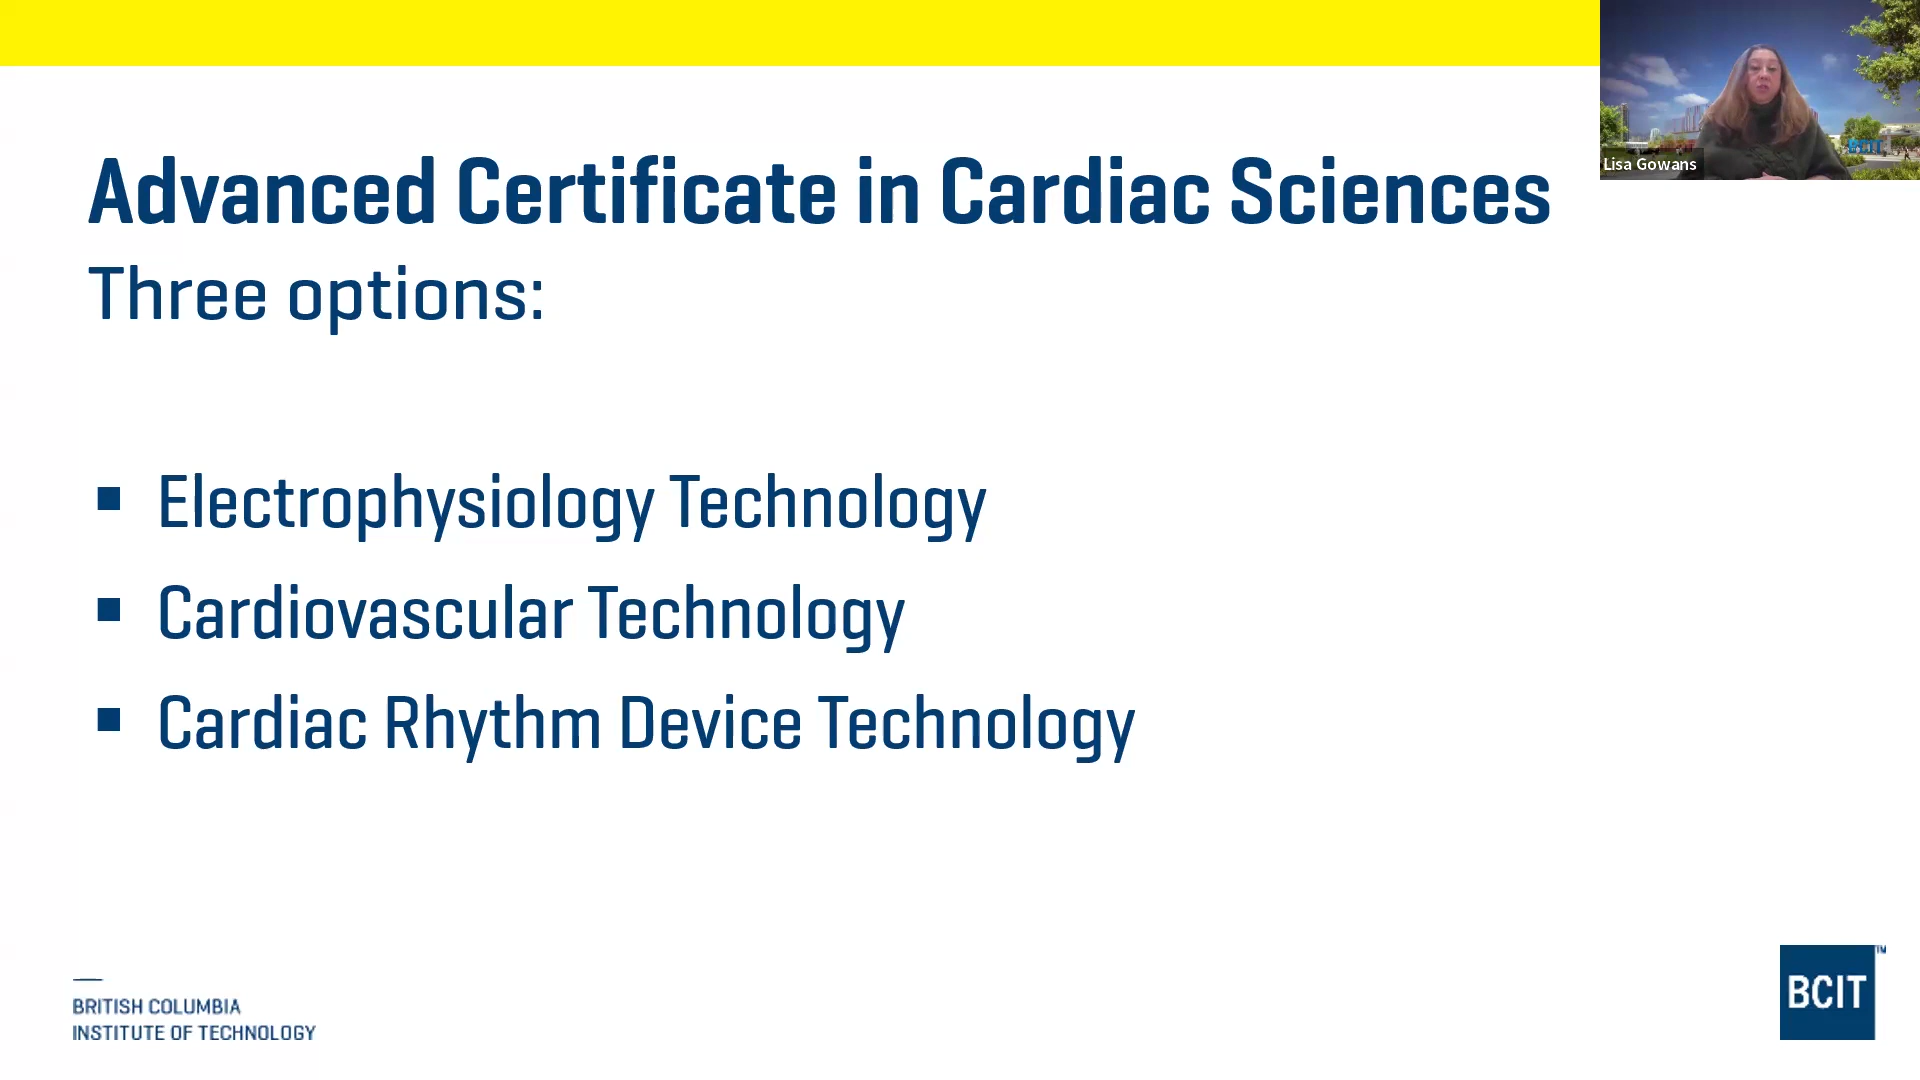 Advanced Certificate in Cardiac Sciences
Three options:
Lisa Gowans
▪ Electrophysiology Technology
▪ Cardiovascular Technology
▪ Cardiac Rhythm Device Technology
BRITISH COLUMBIA
INSTITUTE OF TECHNOLOGY
BCIT™